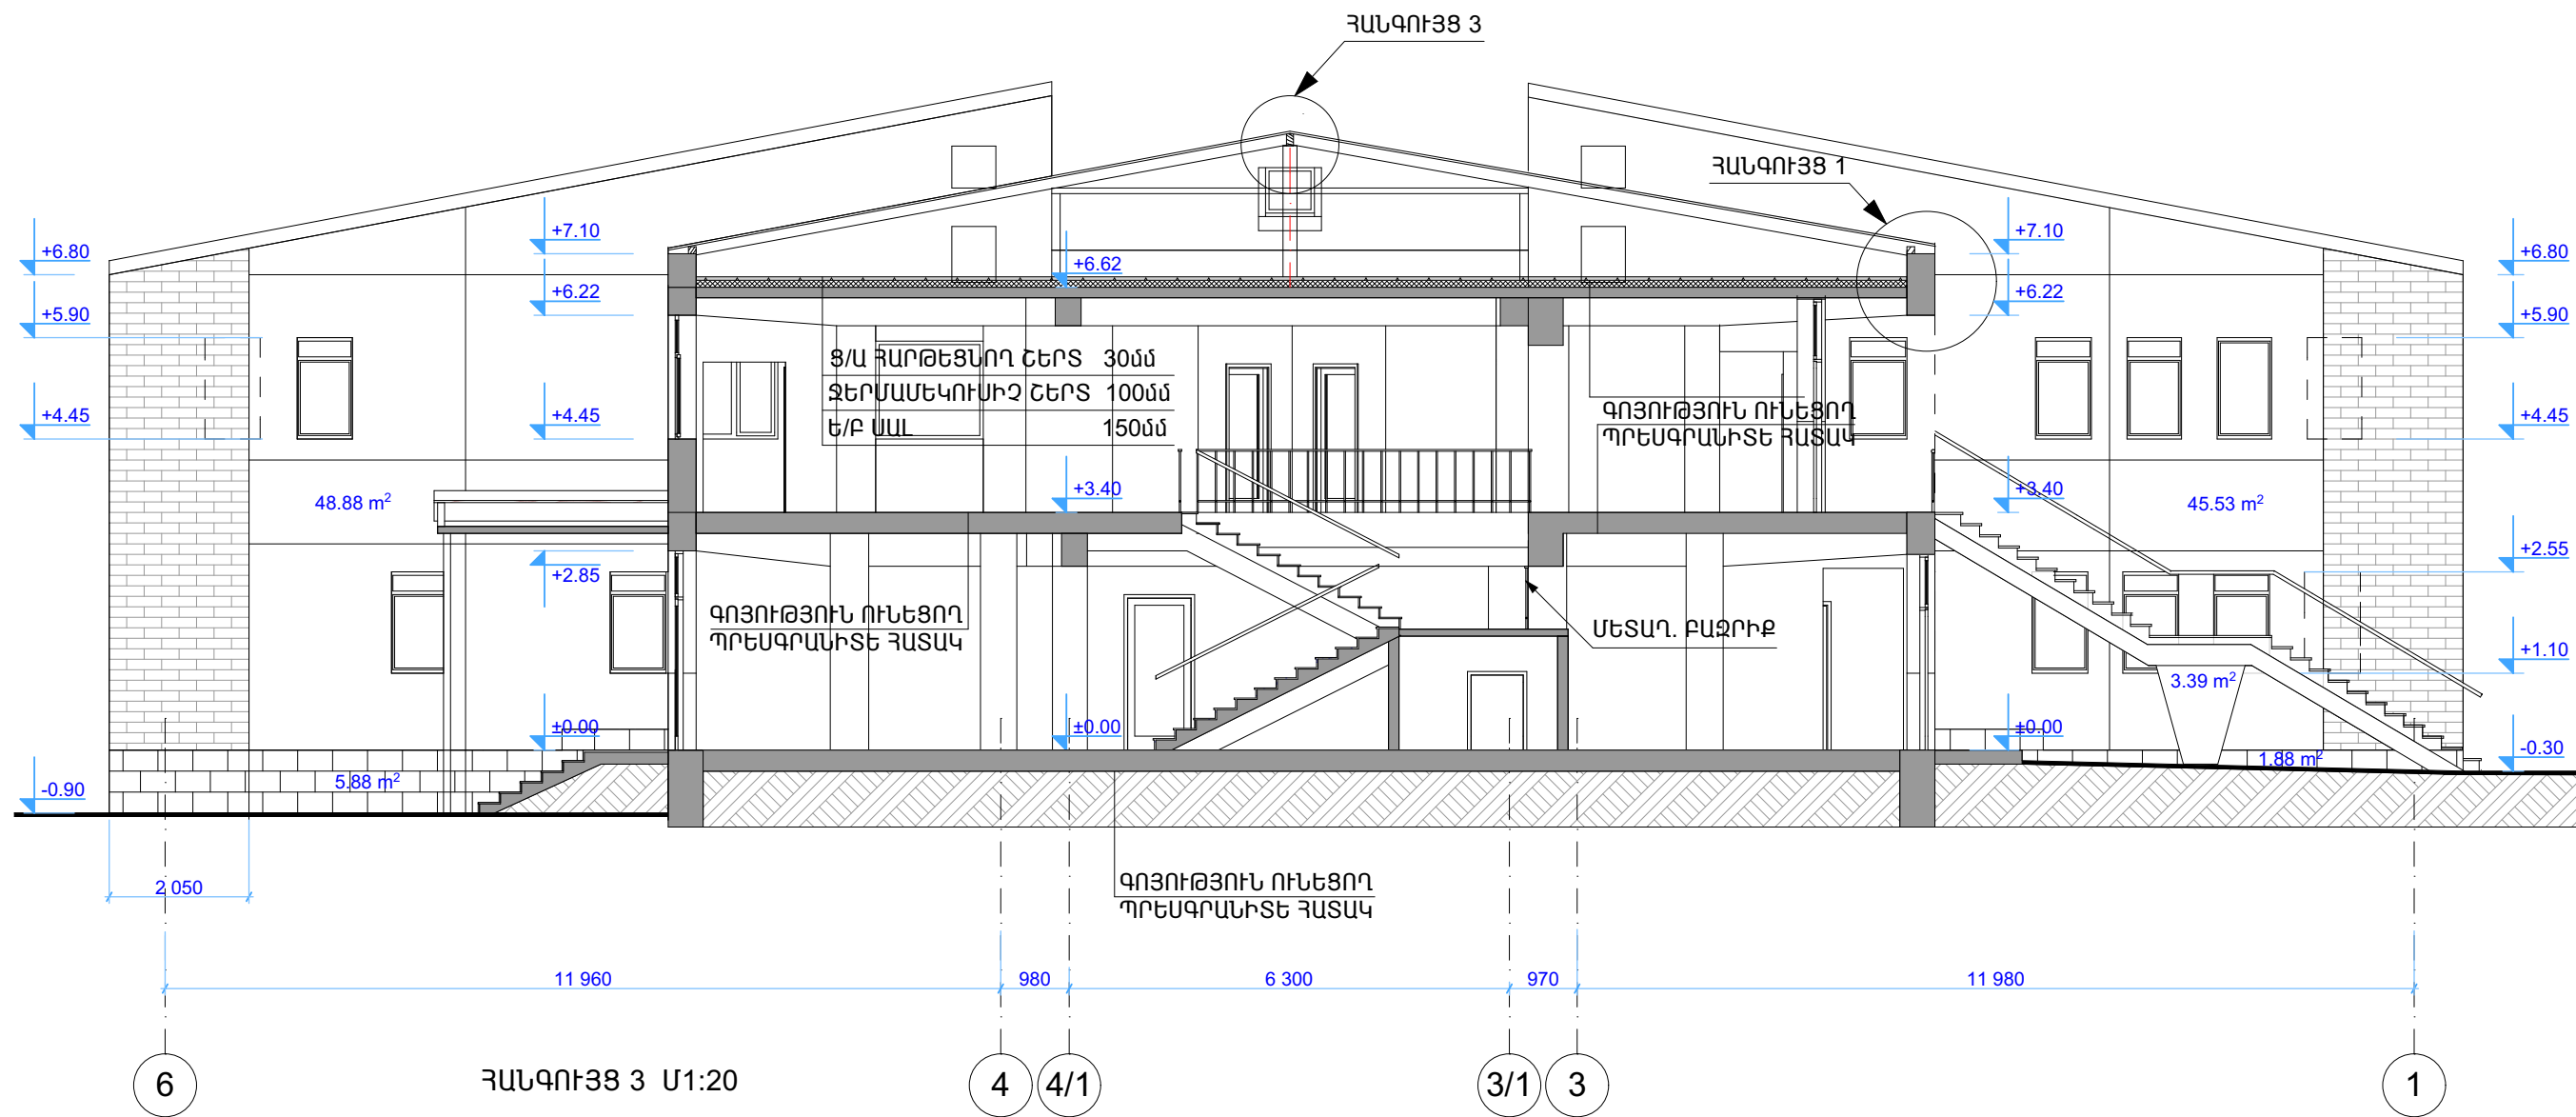 ՀԱՆԳՈՒՅՑ 3
ՀԱՆԳՈՒՅՑ 1
+7.10
+7.10
+6.80
+6.62
+6.80
+6.22
+6.22
+5.90
+5.90
Ց/Ա ՀԱՐԹԵՑՆՈՂ ՇԵՐՏ 30մմ
ՋԵՐՄԱՄԵԿՈՒՍԻՉ ՇԵՐՏ 100մմ
Ե/Բ ՍԱԼ 150մմ
ԳՈՅՈՒԹՅՈՒՆ ՈՒՆԵՑՈՂ
ՊՐԵՍԳՐԱՆԻՏԵ ՀԱՏԱԿ
+4.45
+4.45
+4.45
+3.40
+3.40
48.88 m²
45.53 m²
+2.85
+2.55
ԳՈՅՈՒԹՅՈՒՆ ՈՒՆԵՑՈՂ
ՊՐԵՍԳՐԱՆԻՏԵ ՀԱՏԱԿ
ՄԵՏԱՂ. ԲԱԶՐԻՔ
+1.10
3.39 m²
±0.00
±0.00
±0.00
-0.30
5.88 m²
1.88 m²
-0.90
2 050
ԳՈՅՈՒԹՅՈՒՆ ՈՒՆԵՑՈՂ
ՊՐԵՍԳՐԱՆԻՏԵ ՀԱՏԱԿ
11 960
980
6 300
970
11 980
6
4
4/1
3/1
3
1
ՀԱՆԳՈՒՅՑ 3 Մ1:20